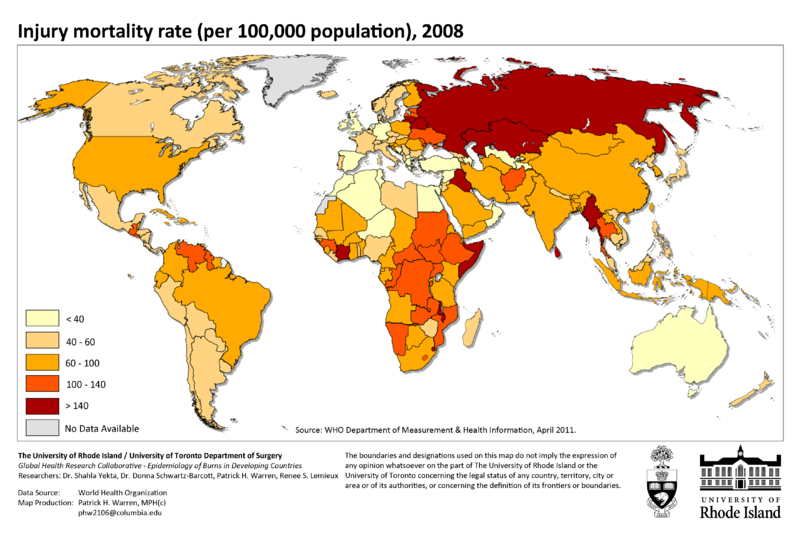 Injury mortality rate (per 100,000 population), 2008
< 40
40 - 60
60 - 100
100 - 140
> 140
No Data Available
Source: WHO Department of Measurement & Health Information, April 2011.
The University of Rhode Island / University of Toronto Department of Surgery
Global Health Research Collaborative - Epidemiology of Burns in Developing Countries
Researchers: Dr. Shahla Yekta, Dr. Donna Schwartz-Barcott, Patrick H. Warren, Renee S. Lemieux
Data Source: World Health Organization
Map Production: Patrick H. Warren, MPH(c)
phw2106@columbia.edu
The boundaries and designations used on this map do not imply the expression of
any opinion whatsoever on the part of The University of Rhode Island or the
University of Toronto concerning the legal status of any country, territory, city or
area or of its authorities, or concerning the definition of its frontiers or boundaries.
UNIVERSITY OF
Rhode Island